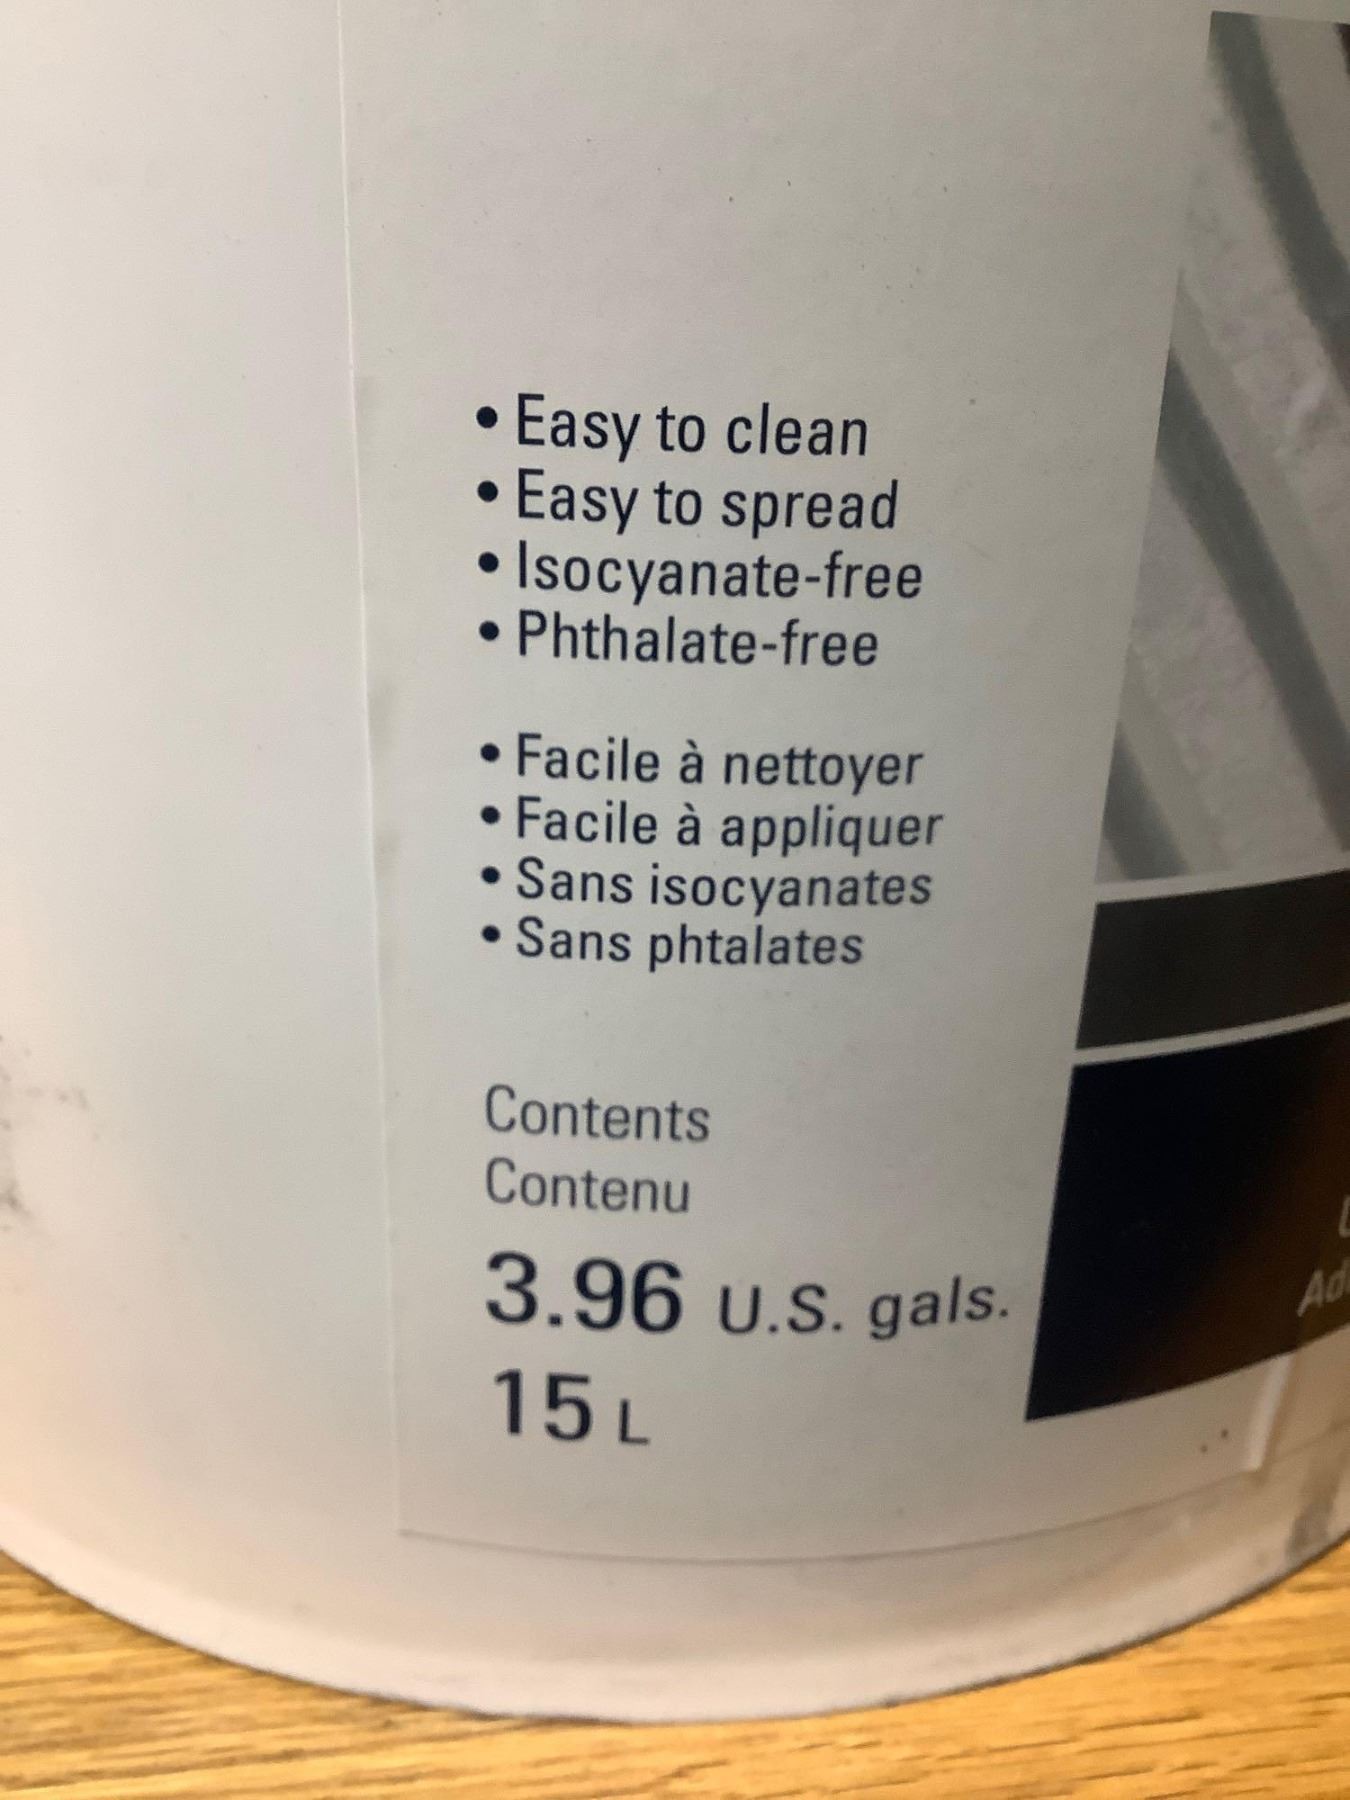 • Easy to clean
• Easy to spread
• Isocyanate-free
• Phthalate-free
• Facile à nettoyer
• Facile à appliquer
• Sans isocyanates
• Sans phtalates
Contents
Contenu
3.96 U.S. gals.
15 L